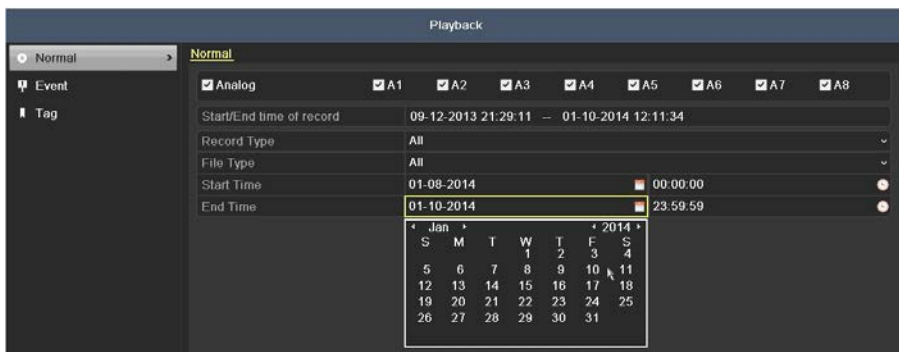 Playback
Normal
Event
Tag
Normal
Analog A1 A2 A3 A4 A5 A6 A7 A8
Start/End time of record 09-12-2013 21:29:11 -- 01-10-2014 12:11:34
Record Type All
File Type All
Start Time 01-08-2014 00:00:00
End Time 01-10-2014 23:59:59
Jan 2014
S M T W T F S
1 2 3 4
5 6 7 8 9 10 11
12 13 14 15 16 17 18
19 20 21 22 23 24 25
26 27 28 29 30 31